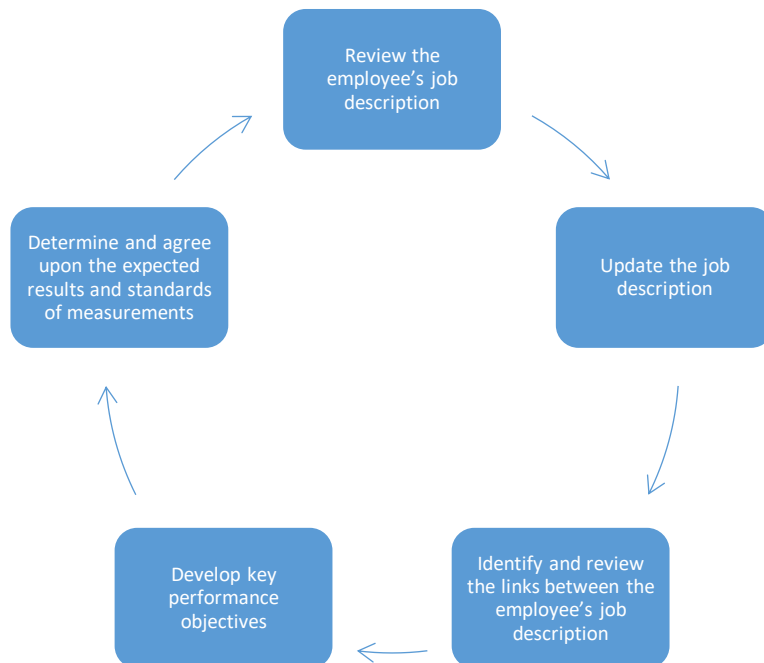 Review the
employee’s job
description
Update the job
description
Identify and review
the links between the
employee’s job
description
Develop key
performance
objectives
Determine and agree
upon the expected
results and standards
of measurements